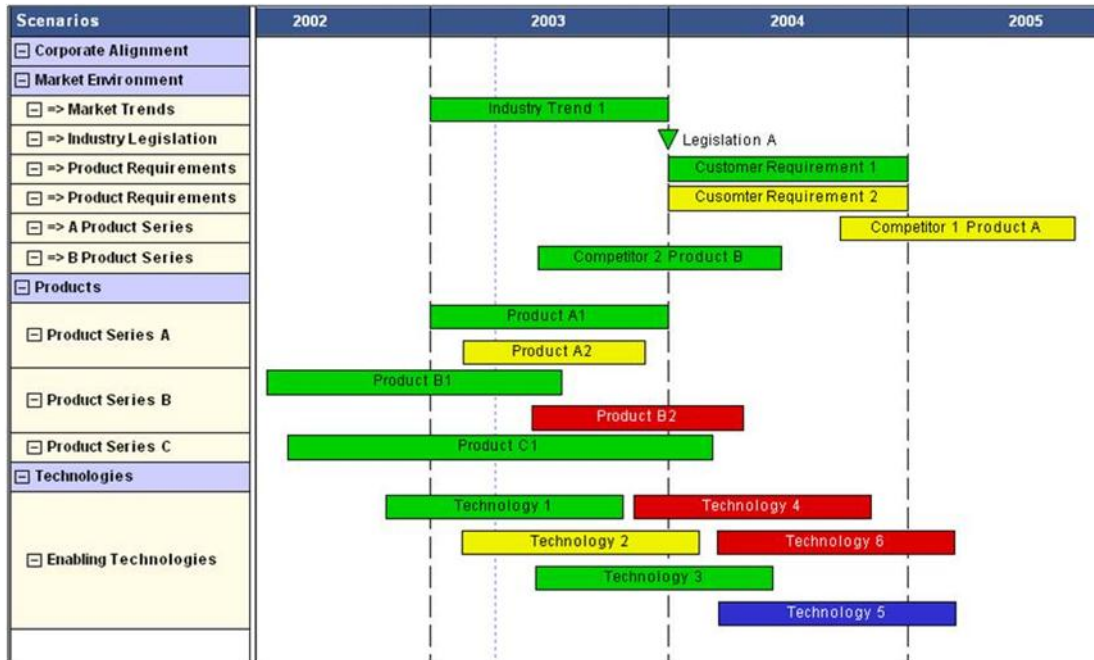 Scenarios 2002 2003 2004 2005
Corporate Alignment
Market Environment
=> Market Trends Industry Trend 1
=> Industry Legislation Legislation A
=> Product Requirements Customer Requirement 1
=> Product Requirements Cusomter Requirement 2
=> A Product Series Competitor 1 Product A
=> B Product Series Competitor 2 Product B
Products
Product A1
Product Series A
Product A2
Product B1
Product Series B
Product B2
Product Series C Product C1
Technologies
Technology 1 Technology 4
Technology 2 Technology 6
Enabling Technologies
Technology 3
Technology 5